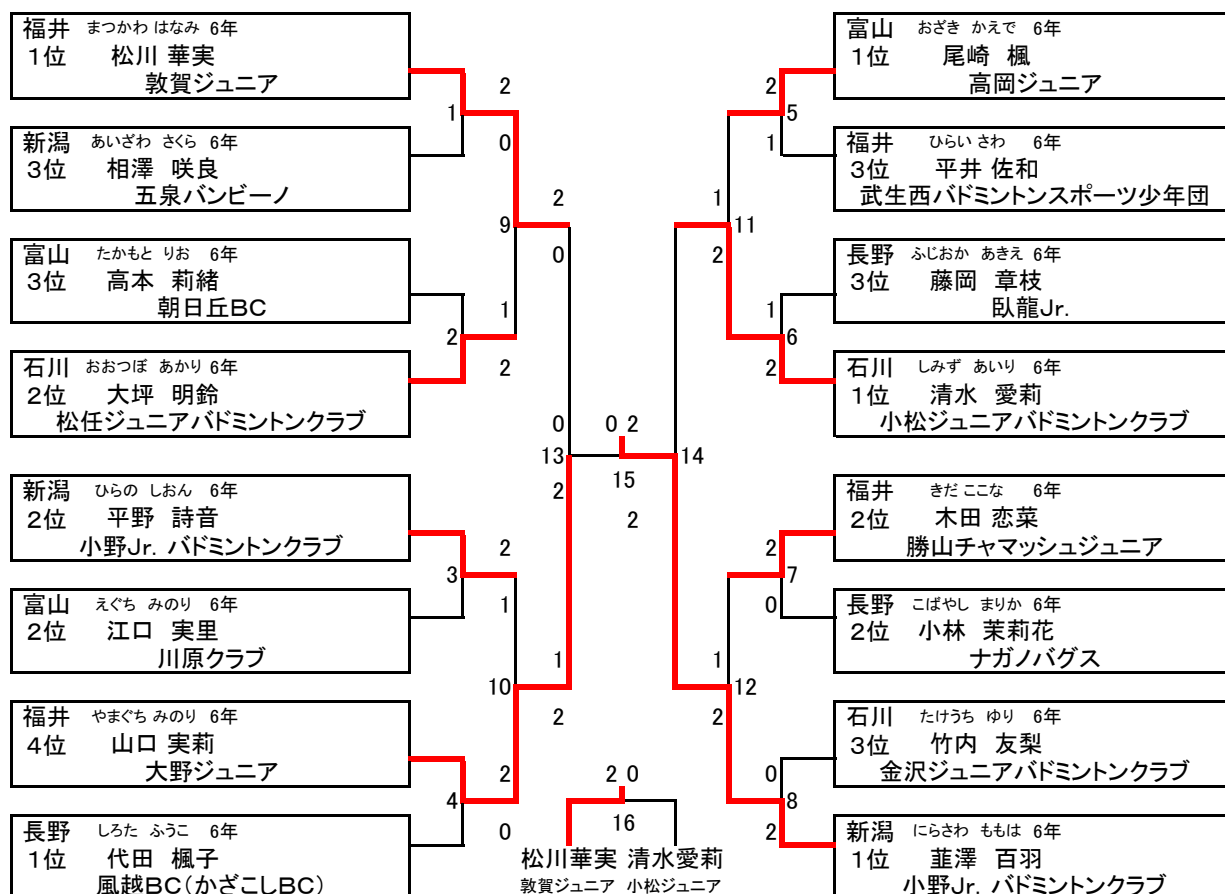 福井 まつかわ はなみ 6年
1位 松川 華実
敦賀ジュニア
新潟 あいざわ さくら 6年
3位 相澤 咲良
五泉バンビーノ
富山 たかもと りお 6年
3位 高本 莉緒
朝日丘BC
石川 おおつぼ あかり 6年
2位 大坪 明鈴
松任ジュニアバドミントンクラブ
新潟 ひらの しおん 6年
2位 平野 詩音
小野Jr. バドミントンクラブ
富山 えぐち みのり 6年
2位 江口 実里
川原クラブ
福井 やまぐち みのり 6年
4位 山口 実莉
大野ジュニア
長野 しろた ふうこ 6年
1位 代田 楓子
風越BC(かざこしBC)
2
1
0
2
9
0
1
2
2
0
13
2
2
3
1
1
10
2
2
4
0
0 2
15
2
2 0
16
松川華実 清水愛莉
敦賀ジュニア 小松ジュニア
2
5
1
1
11
2
1
6
2
14
2
7
0
1
12
2
0
8
2
富山 おざき かえで 6年
1位 尾崎 楓
高岡ジュニア
福井 ひらい さわ 6年
3位 平井 佐和
武生西バドミントンスポーツ少年団
長野 ふじおか あきえ 6年
3位 藤岡 章枝
臥龍Jr.
石川 しみず あいり 6年
1位 清水 愛莉
小松ジュニアバドミントンクラブ
福井 きだ ここな 6年
2位 木田 恋菜
勝山チャマッシュジュニア
長野 こばやし まりか 6年
2位 小林 茉莉花
ナガノバグス
石川 たけうち ゆり 6年
3位 竹内 友梨
金沢ジュニアバドミントンクラブ
新潟 にらさわ ももは 6年
1位 韮澤 百羽
小野Jr. バドミントンクラブ